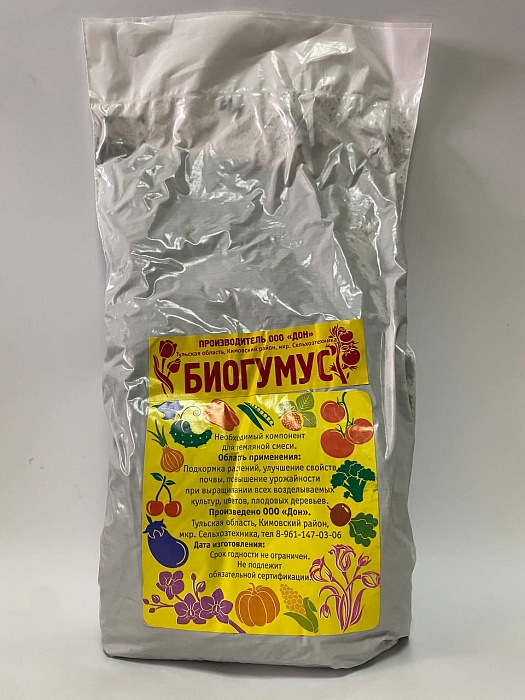 ПРОИЗВОДИТЕЛЬ ООО «ДОН»
Тульская область, Кимовский район, мкр. Сельхозтехника
БИОГУМУС
Необходимый компонент
для земляной смеси.
Область применения:
Подкормка расений, улучшение свойств
почвы, повышение урожайности
при выращивании всех возделываемых
культур, цветов, плодовых деревьев.
Произведено ООО «Дон».
Тульская область, Кимовский район,
мкр. Сельхозтехника, тел 8-961-147-03-06
Дата изготовления:
Срок годности не ограничен.
Не подлежит
обязательной сертификации.